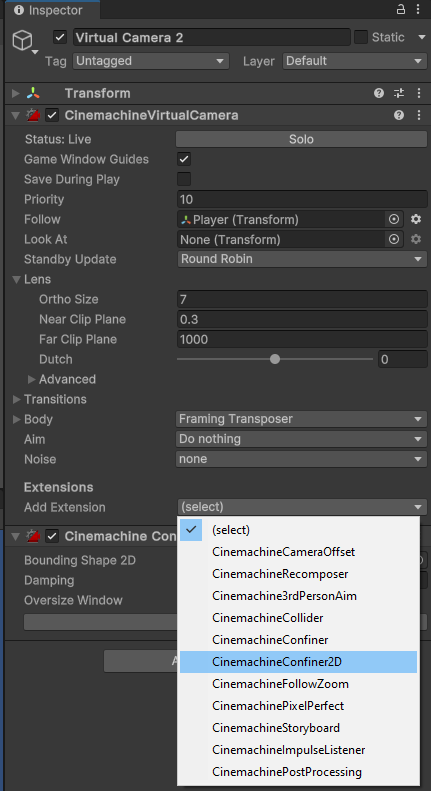 Inspector
Virtual Camera 2 Static
Tag Untagged Layer Default
Transform
CinemachineVirtualCamera
Status: Live Solo
Game Window Guides
Save During Play
Priority 10
Follow Player (Transform)
Look At None (Transform)
Standby Update Round Robin
Lens
Ortho Size 7
Near Clip Plane 0.3
Far Clip Plane 1000
Dutch 0
Advanced
Transitions
Body Framing Transposer
Aim Do nothing
Noise none
Extensions
Add Extension (select)
(select)
Cinemachine Con
CinemachineCameraOffset
Bounding Shape 2D
CinemachineRecomposer
Damping
Cinemachine3rdPersonAim
Oversize Window
CinemachineCollider
CinemachineConfiner
CinemachineConfiner2D
A
CinemachineFollowZoom
CinemachinePixelPerfect
CinemachineStoryboard
CinemachineImpulseListener
CinemachinePostProcessing